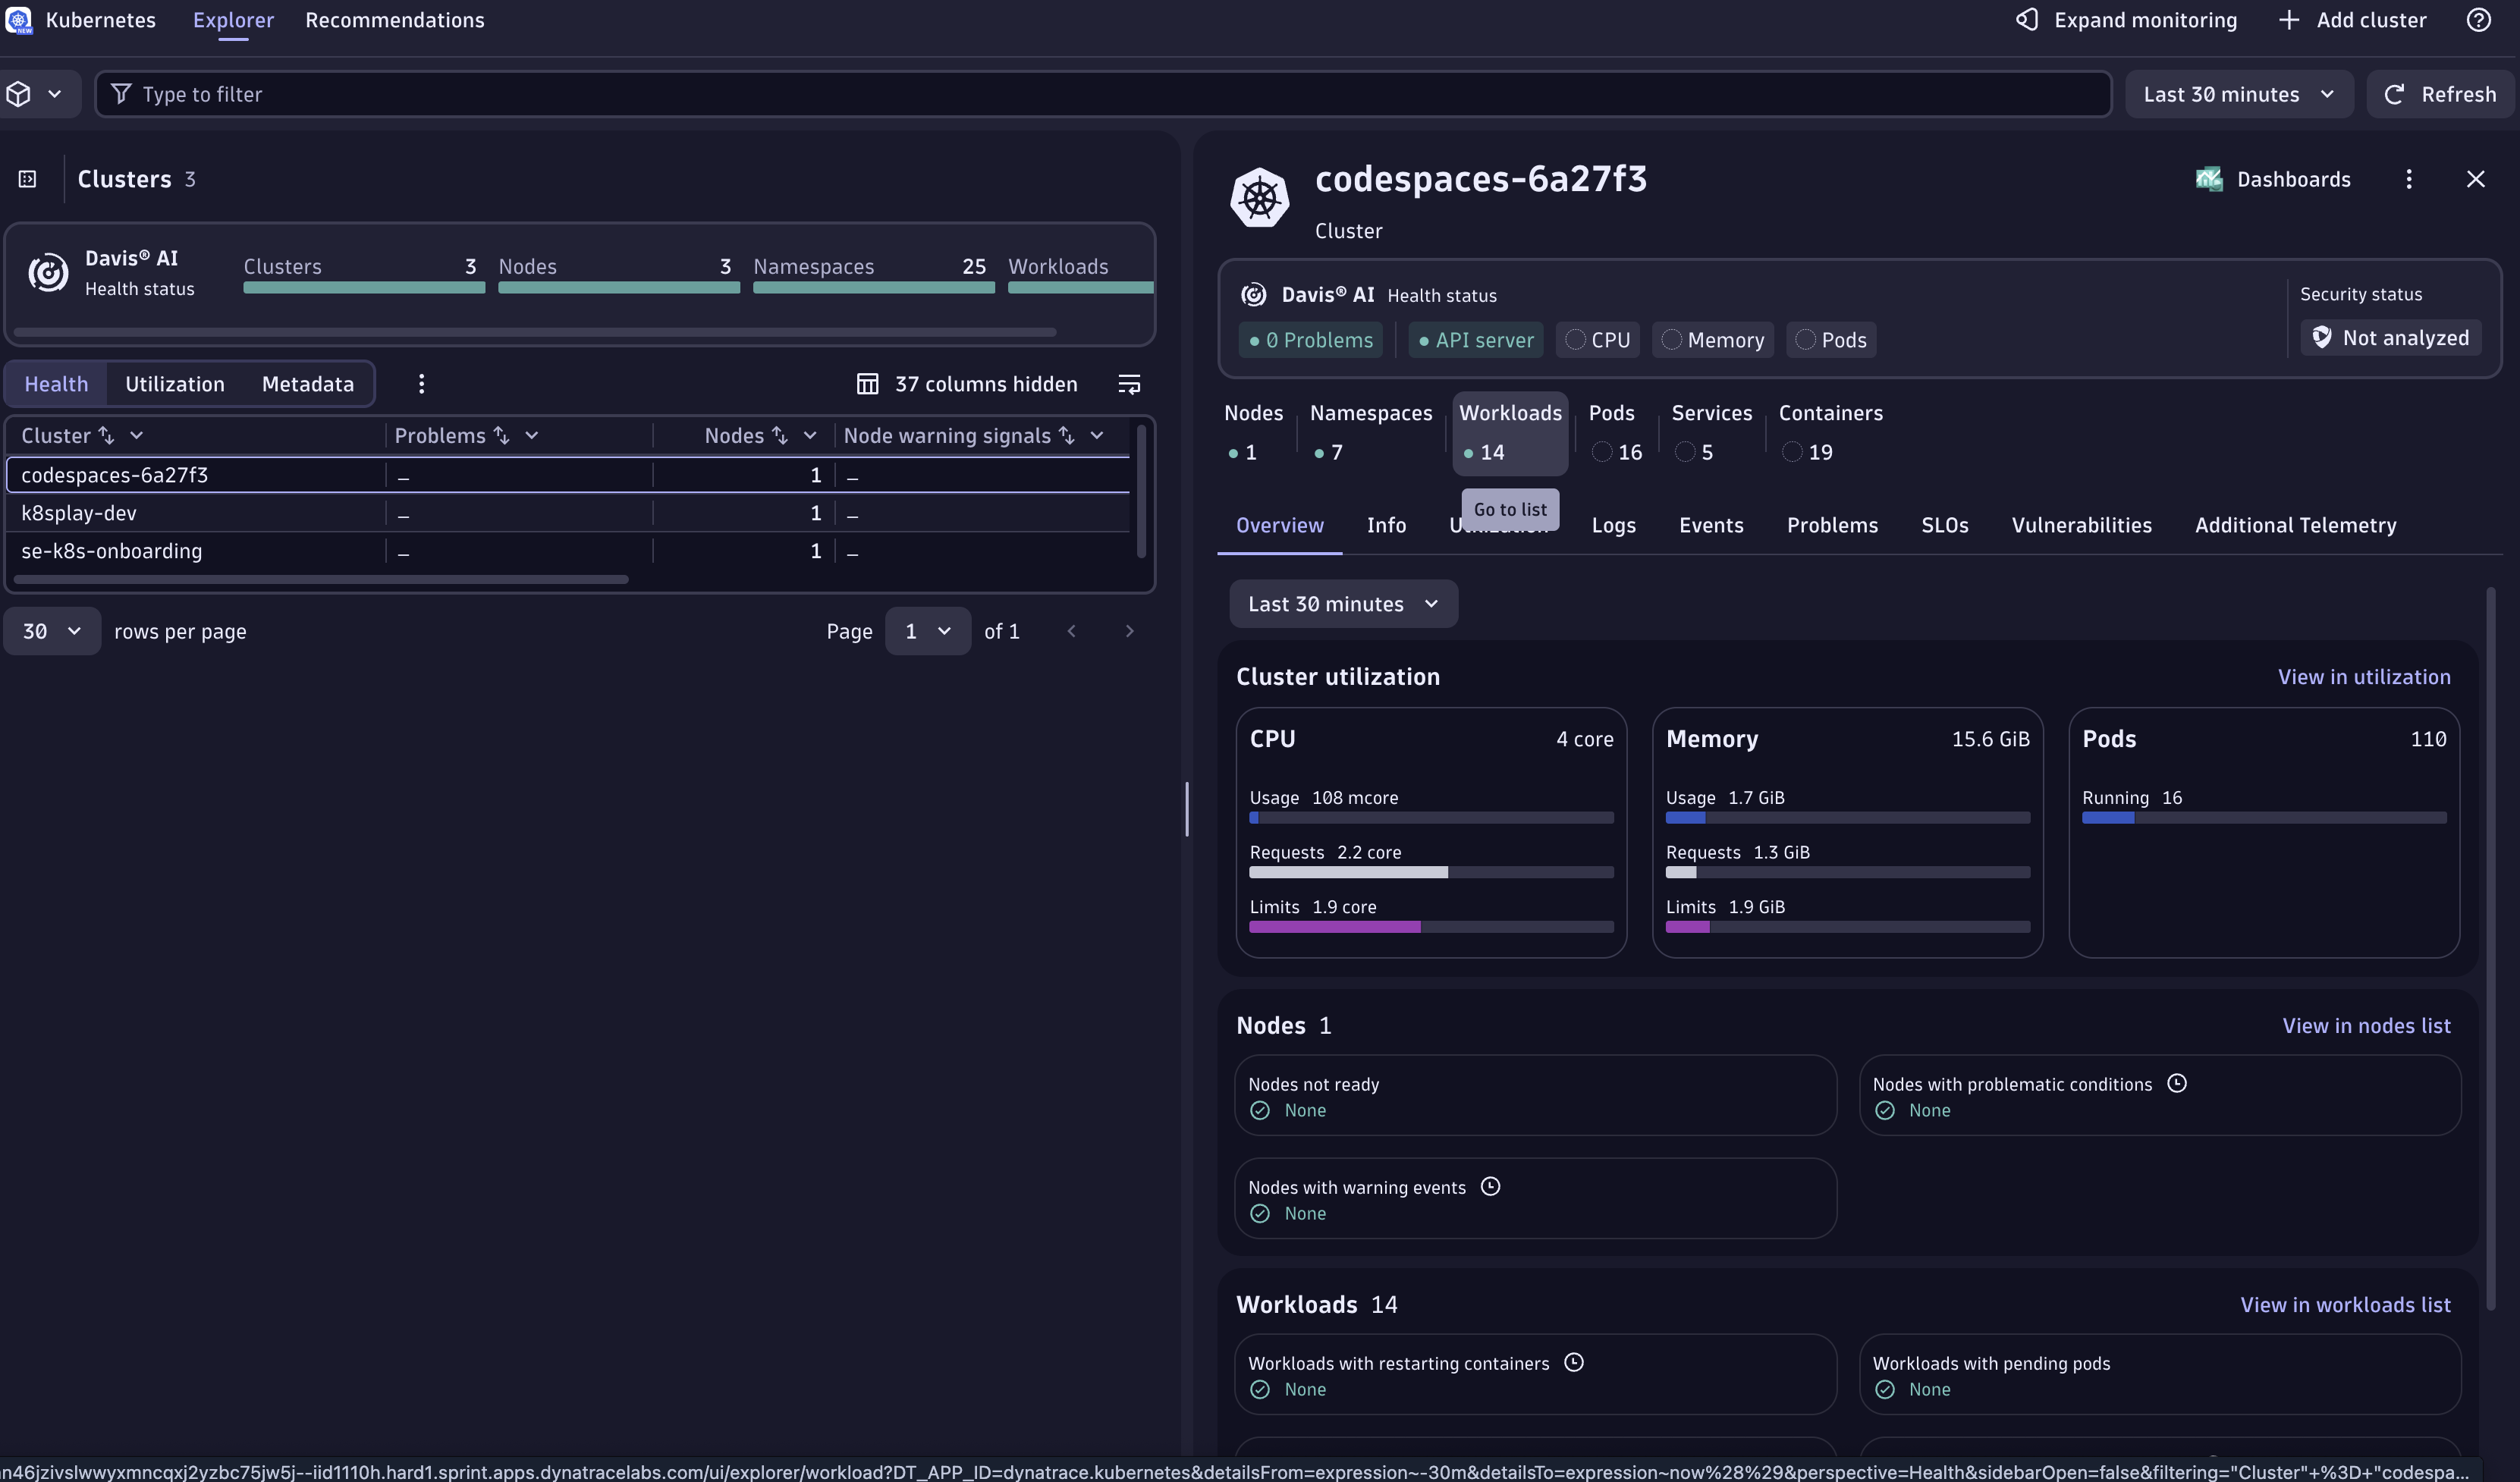 Kubernetes
Explorer
Recommendations
Expand monitoring
Add cluster
NEW
Type to filter
Last 30 minutes
Refresh
Clusters 3
Davis® AI
Health status
Clusters 3
Nodes 3
Namespaces 25
Workloads
Health
Utilization
Metadata
37 columns hidden
Cluster Problems Nodes Node warning signals
codespaces-6a27f3 – 1 –
k8splay-dev – 1 –
se-k8s-onboarding – 1 –
30 rows per page
Page 1 of 1
codespaces-6a27f3
Cluster
Dashboards
Davis® AI Health status
0 Problems
API server
CPU
Memory
Pods
Security status
Not analyzed
Nodes
1
Namespaces
7
Workloads
14
Pods
16
Services
5
Containers
19
Go to list
Overview
Info
Logs
Events
Problems
SLOs
Vulnerabilities
Additional Telemetry
Last 30 minutes
Cluster utilization
View in utilization
CPU 4 core
Usage 108 mcore
Requests 2.2 core
Limits 1.9 core
Memory 15.6 GiB
Usage 1.7 GiB
Requests 1.3 GiB
Limits 1.9 GiB
Pods 110
Running 16
Nodes 1
View in nodes list
Nodes not ready
None
Nodes with problematic conditions
None
Nodes with warning events
None
Workloads 14
View in workloads list
Workloads with restarting containers
None
Workloads with pending pods
None
n46jzivslwwyxmncqxj2yzbc75jw5j--iid1110h.hard1.sprint.apps.dynatracelabs.com/ui/explorer/workload?DT_APP_ID=dynatrace.kubernetes&detailsFrom=expression~-30m&detailsTo=expression~now%28%29&perspective=Health&sidebarOpen=false&filtering="Cluster"+%3D+"codespa...